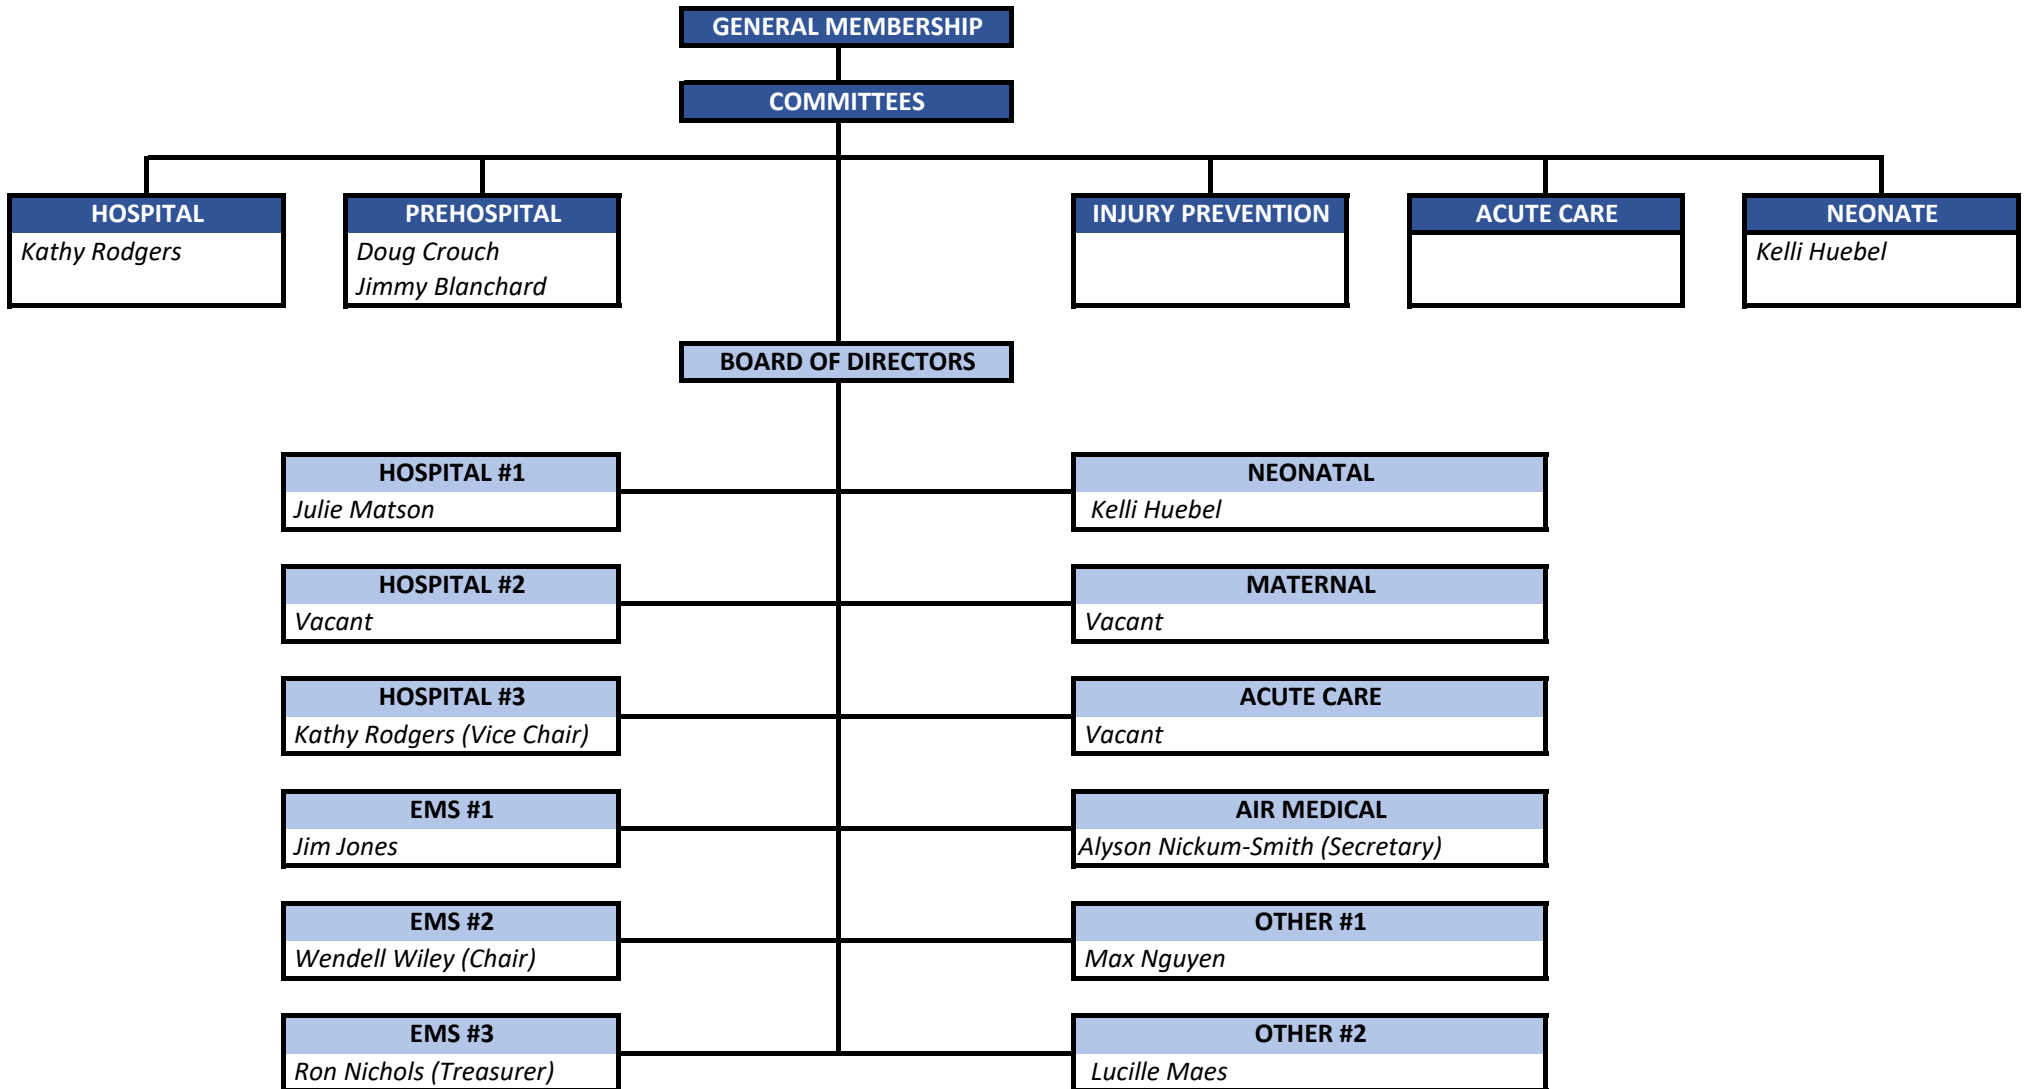 GENERAL MEMBERSHIP
COMMITTEES
HOSPITAL
Kathy Rodgers
PREHOSPITAL
Doug Crouch
Jimmy Blanchard
INJURY PREVENTION
ACUTE CARE
NEONATE
Kelli Huebel
BOARD OF DIRECTORS
HOSPITAL #1
Julie Matson
NEONATAL
Kelli Huebel
HOSPITAL #2
Vacant
MATERNAL
Vacant
HOSPITAL #3
Kathy Rodgers (Vice Chair)
ACUTE CARE
Vacant
EMS #1
Jim Jones
AIR MEDICAL
Alyson Nickum-Smith (Secretary)
EMS #2
Wendell Wiley (Chair)
OTHER #1
Max Nguyen
EMS #3
Ron Nichols (Treasurer)
OTHER #2
Lucille Maes